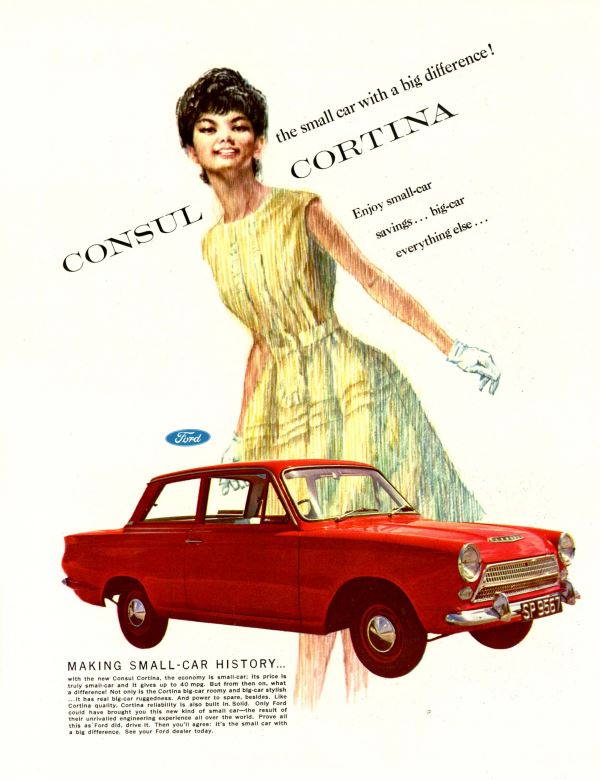 the small car with a big difference!
CONSUL CORTINA
Enjoy small-car
savings... big-car
everything else...
Ford
CORTINA
SP 9567
MAKING SMALL-CAR HISTORY...
with the new Consul Cortina, the economy is small-car; its price is
truly small-car and it gives up to 40 mpg. But from then on, what
a difference! Not only is the Cortina big-car roomy and big-car stylish
...it has real big-car ruggedness. And power to spare, besides. Like
Cortina quality, Cortina reliability is also built in. Solid. Only Ford
could have brought you this new kind of small car—the result of
their unrivalled engineering experience all over the world. Prove all
this as Ford did, drive it. Then you'll agree: it's the small car with
a big difference. See your Ford dealer today.